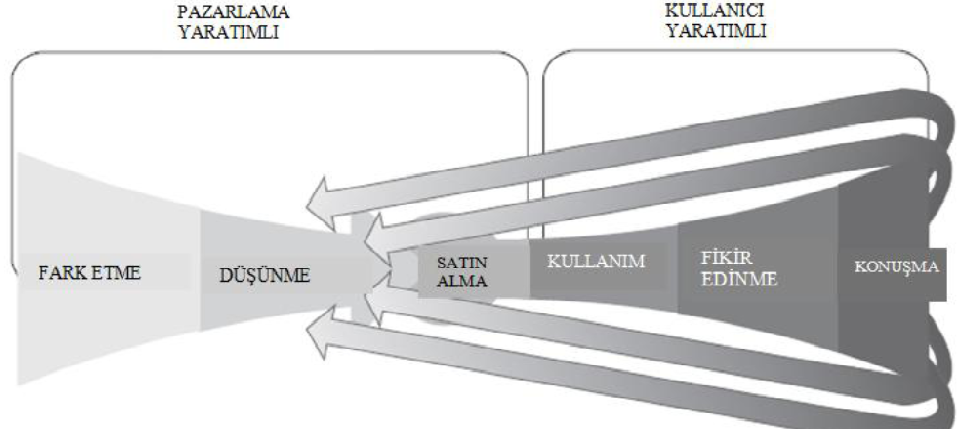 PAZARLAMA
YARATIMLI
KULLANICI
YARATIMLI
FARK ETME
DÜŞÜNME
SATIN
ALMA
KULLANIM
FİKİR
EDİNME
KONUŞMA